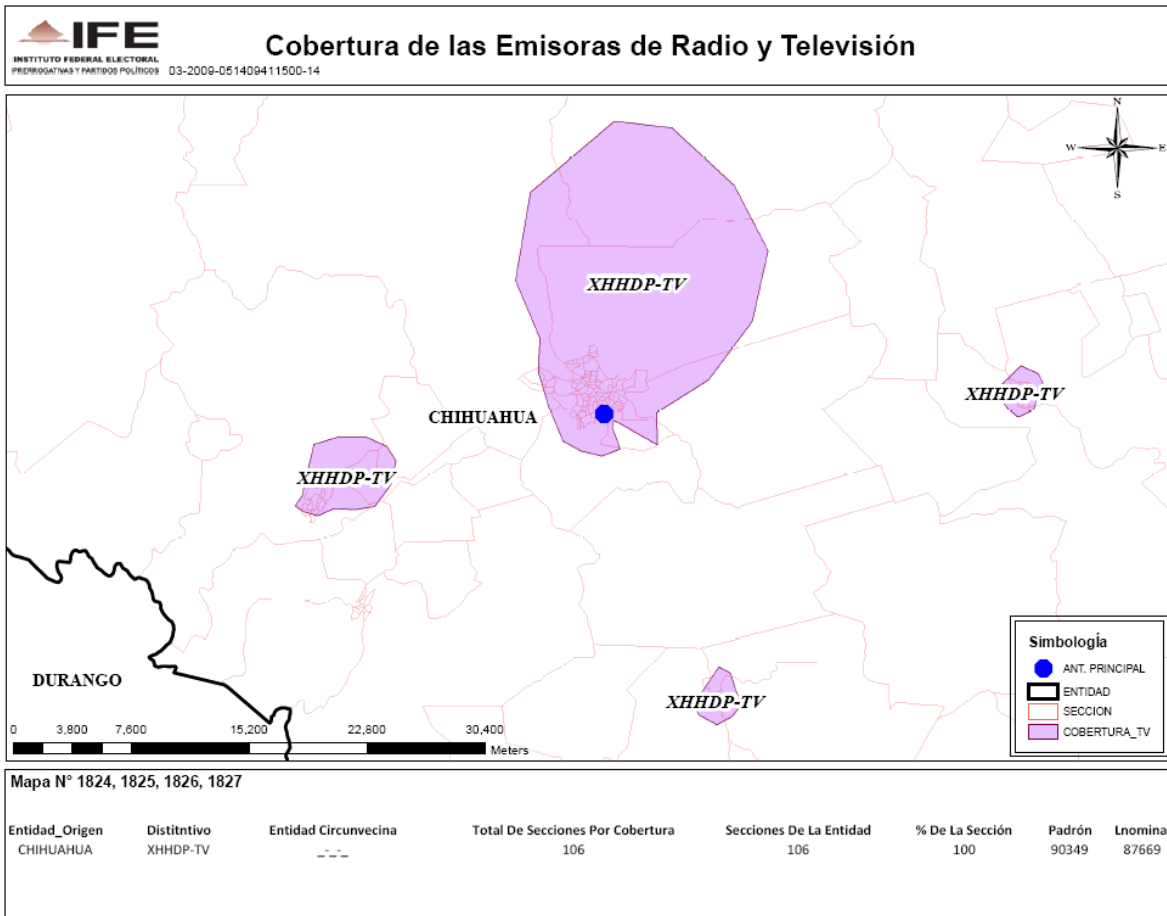 IFE
INSTITUTO FEDERAL ELECTORAL
PRERROGATIVAS Y PARTIDOS POLÍTICOS
03-2009-051409411500-14
Cobertura de las Emisoras de Radio y Televisión
N
W E
S
XHHDP-TV
XHHDP-TV
CHIHUAHUA
XHHDP-TV
XHHDP-TV
DURANGO
0 3,800 7,600 15,200 22,800 30,400
Meters
Simbología
ANT. PRINCIPAL
ENTIDAD
SECCION
COBERTURA_TV
Mapa N° 1824, 1825, 1826, 1827
Entidad_Origen Distitntivo Entidad Circunvecina Total De Secciones Por Cobertura Secciones De La Entidad % De La Sección Padrón Lnominal
CHIHUAHUA XHHDP-TV _-_-_ 106 106 100 90349 87669